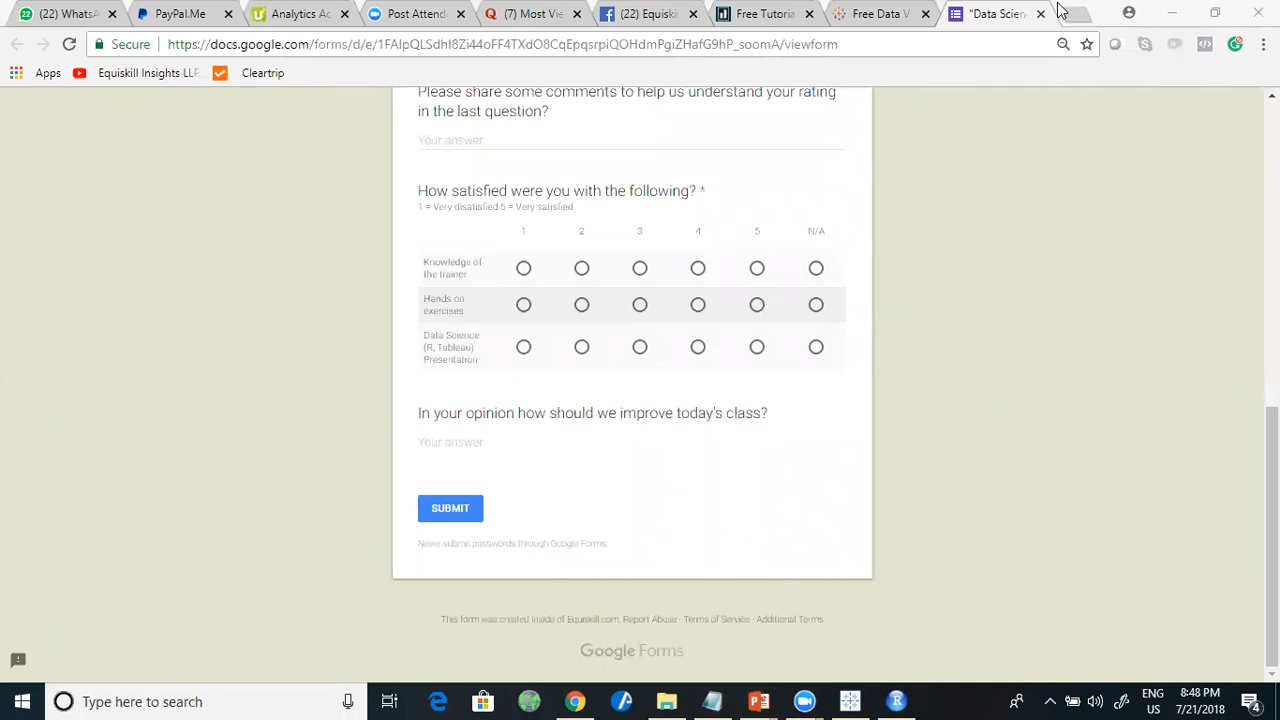 (22) WhatsA
PayPal.Me
Analytics Ac
Post Attend
(7) Most Vie
(22) Equiskil
Free Tutoria
Free Data V
"Data Scien
Secure
https://docs.google.com/forms/d/e/1FAIpQLSdhI8Zi44oFF4TXdO8CqEpqsrpiQOHdmPgiZHafG9hP_soomA/viewform
Apps
Equiskill Insights LLF
Cleartrip
Please share some comments to help us understand your rating
in the last question?
Your answer
How satisfied were you with the following? *
1 = Very disatisfied 5 = Very satisfied
1 2 3 4 5 N/A
Knowledge of
the trainer
Hands on
exercises
Data Science
(R, Tableau)
Presentation
In your opinion how should we improve today's class?
Your answer
SUBMIT
Never submit passwords through Google Forms.
This form was created inside of Equiskill.com. Report Abuse - Terms of Service - Additional Terms
Google Forms
Type here to search
ENG
US
8:48 PM
7/21/2018
4